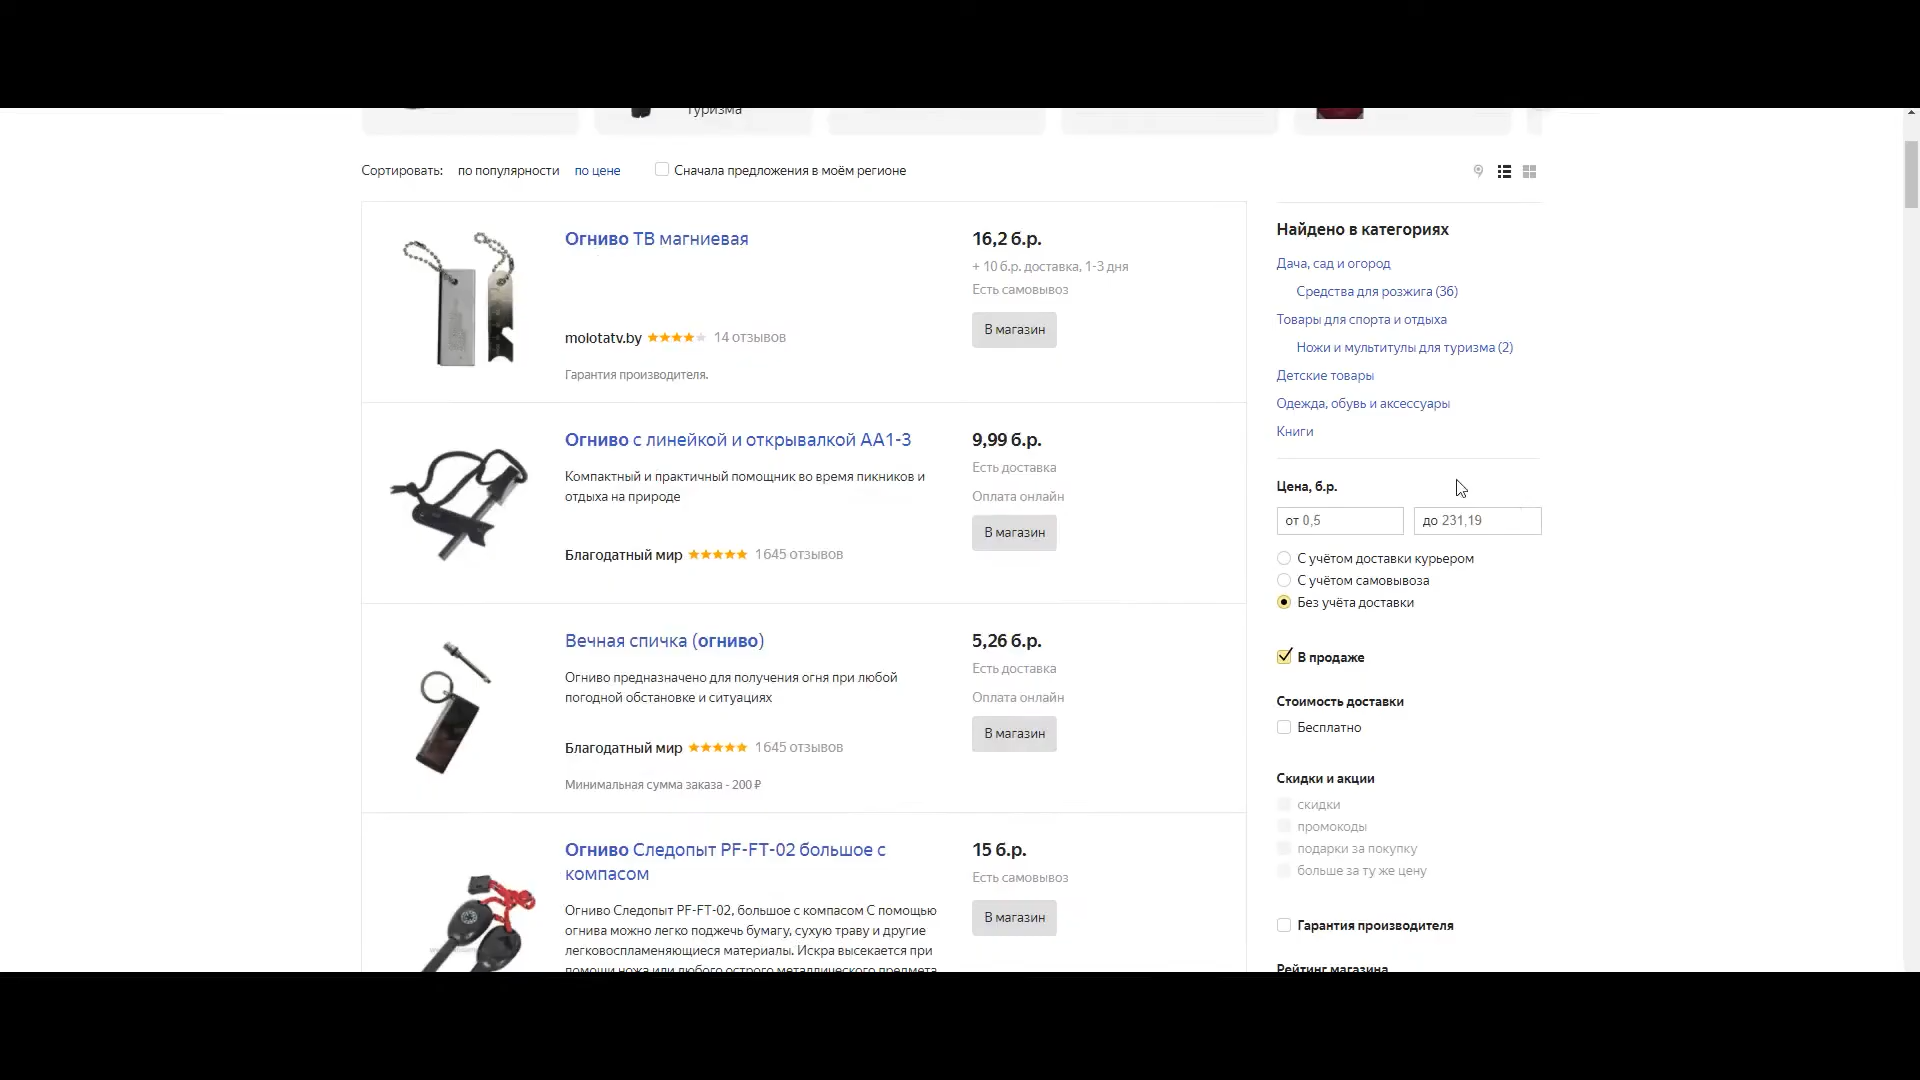 туризма
Сортировать: по популярности по цене Сначала предложения в моём регионе
Огниво ТВ магниевая
16,2 б.р.
+ 10 б.р. доставка, 1-3 дня
Есть самовывоз
В магазин
molotatv.by 14 отзывов
Гарантия производителя.
Огниво с линейкой и открывалкой AA1-3
9,99 б.р.
Компактный и практичный помощник во время пикников и
отдыха на природе
Есть доставка
Оплата онлайн
В магазин
Благодатный мир 1 645 отзывов
Вечная спичка (огниво)
5,26 б.р.
Огниво предназначено для получения огня при любой
погодной обстановке и ситуациях
Есть доставка
Оплата онлайн
В магазин
Благодатный мир 1 645 отзывов
Минимальная сумма заказа - 200 ₽
Огниво Следопыт PF-FT-02 большое с
компасом
15 б.р.
Есть самовывоз
В магазин
Огниво Следопыт PF-FT-02, большое с компасом С помощью
огнива можно легко поджечь бумагу, сухую траву и другие
легковоспламеняющиеся материалы. Искра высекается при
помощи ножа или любого острого металлического предмета
Найдено в категориях
Дача, сад и огород
Средства для розжига (36)
Товары для спорта и отдыха
Ножи и мультитулы для туризма (2)
Детские товары
Одежда, обувь и аксессуары
Книги
Цена, б.р.
от 0,5 до 231,19
С учётом доставки курьером
С учётом самовывоза
Без учёта доставки
В продаже
Стоимость доставки
Бесплатно
Скидки и акции
скидки
промокоды
подарки за покупку
больше за ту же цену
Гарантия производителя
Рейтинг магазина